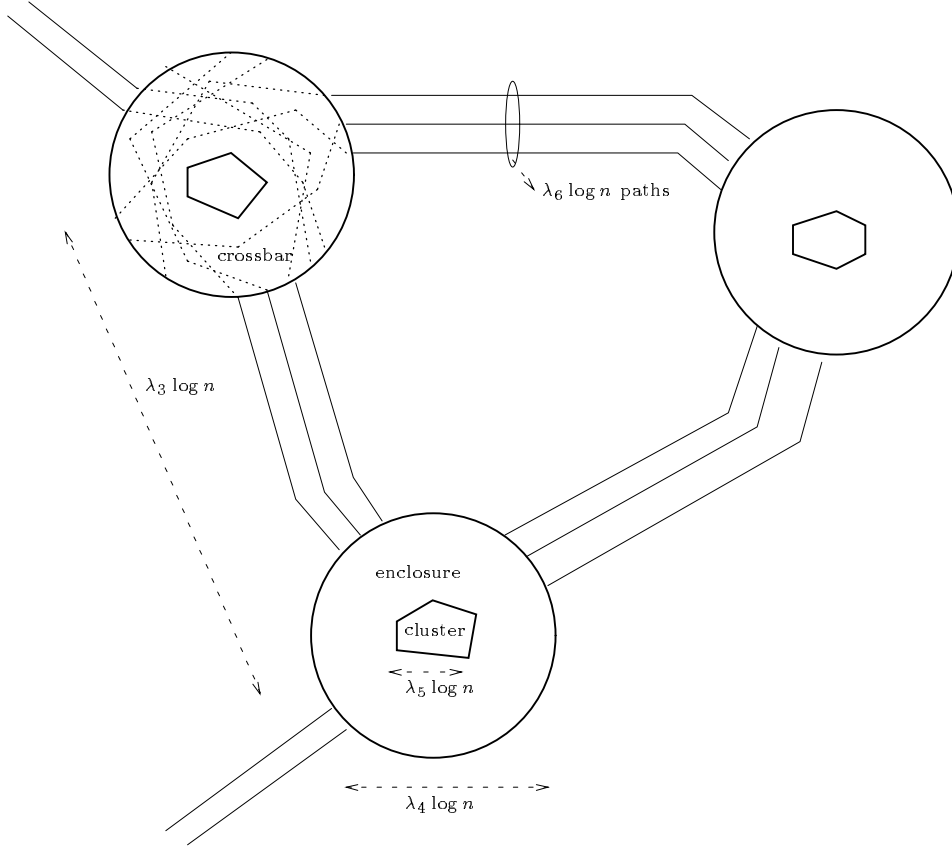 λ₆ log n paths
crossbar
λ₃ log n
enclosure
cluster
λ₅ log n
λ₄ log n